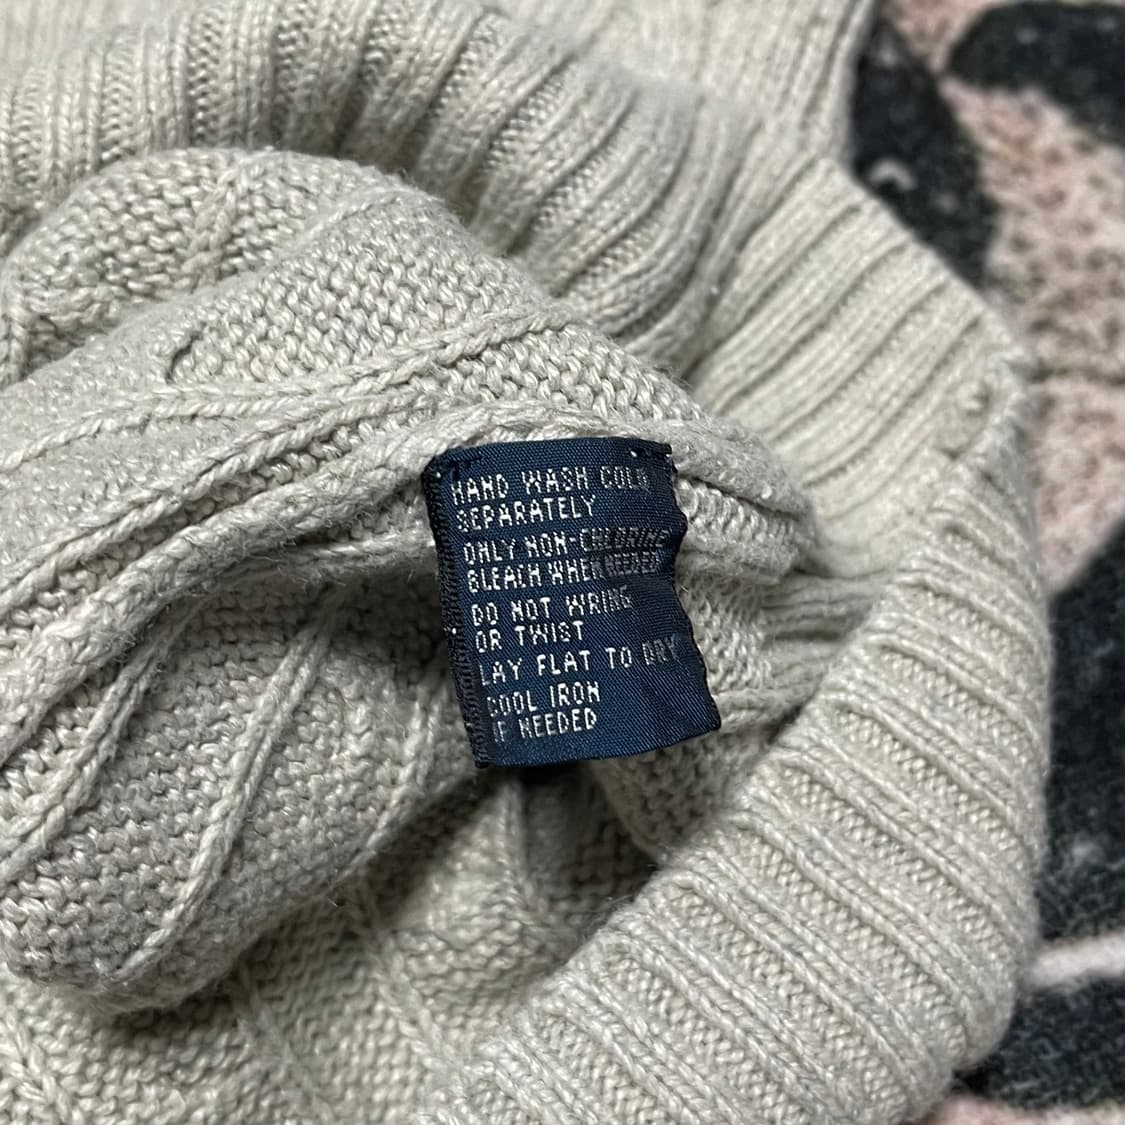 HAND WASH COLD
SEPARATELY
ONLY NON-CHLORINE
BLEACH WHEN NEEDED
DO NOT WRING
OR TWIST
LAY FLAT TO DRY
COOL IRON
IF NEEDED